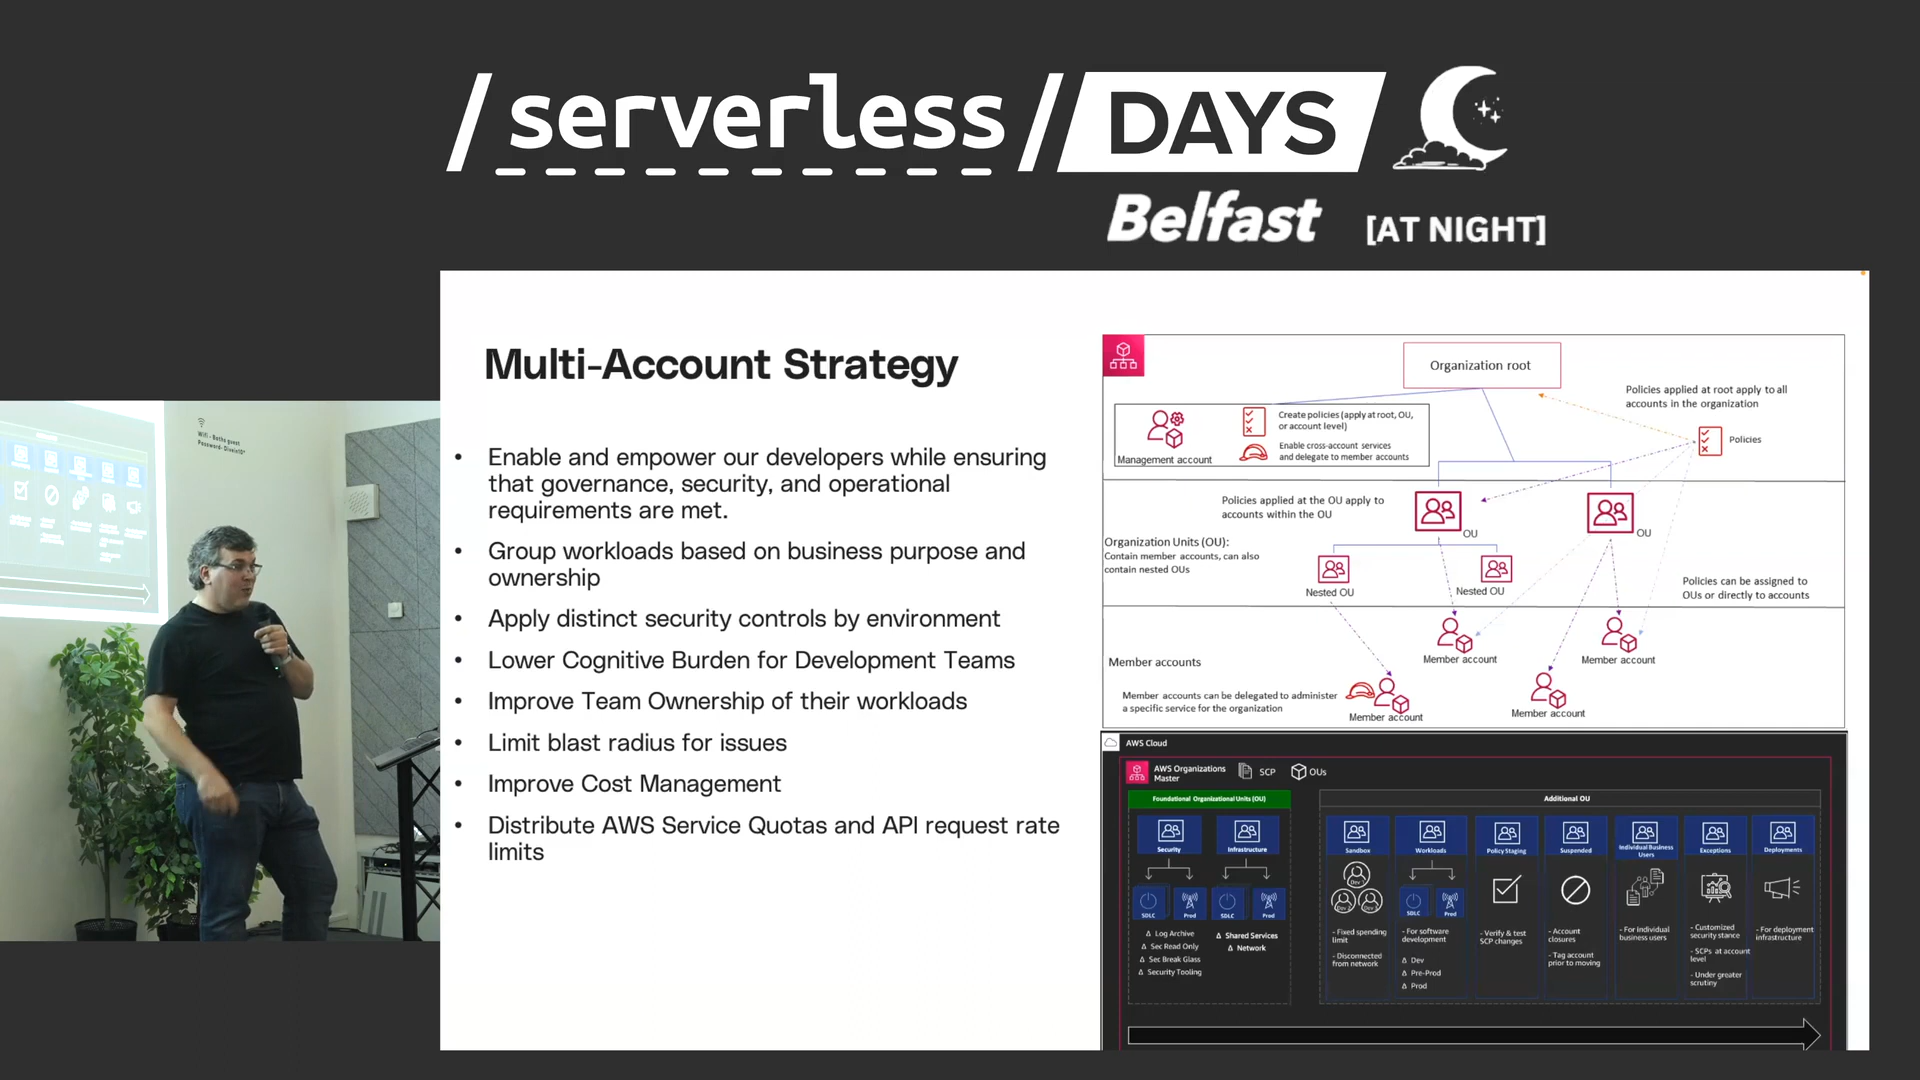 /serverless/DAYS
Belfast [AT NIGHT]
Wifi - Baths guest
Multi-Account Strategy
• Enable and empower our developers while ensuring
that governance, security, and operational
requirements are met.
• Group workloads based on business purpose and
ownership
• Apply distinct security controls by environment
• Lower Cognitive Burden for Development Teams
• Improve Team Ownership of their workloads
• Limit blast radius for issues
• Improve Cost Management
• Distribute AWS Service Quotas and API request rate
limits
Organization root
Policies applied at root apply to all
accounts in the organization
Create policies (apply at root, OU,
or account level)
Enable cross-account services
and delegate to member accounts
Management account
Policies
Policies applied at the OU apply to
accounts within the OU
OU
OU
Organization Units (OU):
Contain member accounts, can also
contain nested OUs
Nested OU
Nested OU
Policies can be assigned to
OUs or directly to accounts
Member accounts
Member account
Member account
Member accounts can be delegated to administer
a specific service for the organization
Member account
Member account
AWS Cloud
AWS Organizations
Master
SCP
OUs
Foundational Organizational Units (OU)
Additional OU
Security
Infrastructure
Sandbox
Workloads
Policy Staging
Suspended
Individual Business
Users
Exceptions
Deployments
SDLC
Prod
SDLC
Prod
SDLC
Prod
Δ Log Archive
Δ Sec Read Only
Δ Sec Break Glass
Δ Security Tooling
Δ Shared Services
Δ Network
- Fixed spending
limit
- Disconnected
from network
- For software
development
Δ Dev
Δ Pre-Prod
Δ Prod
- Verify & test
SCP changes
- Account
closures
- Tag account
prior to moving
- For individual
business users
- Customized
security stance
- SCPs at account
level
- Under greater
scrutiny
- For deployment
infrastructure